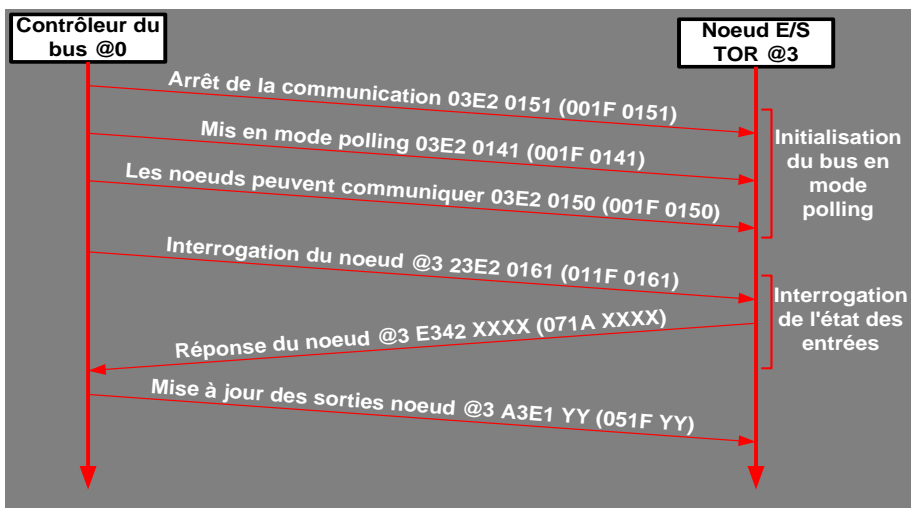 Contrôleur du
bus @0
Noeud E/S
TOR @3
Arrêt de la communication 03E2 0151 (001F 0151)
Mis en mode polling 03E2 0141 (001F 0141)
Les noeuds peuvent communiquer 03E2 0150 (001F 0150)
Initialisation
du bus en
mode
polling
Interrogation du noeud @3 23E2 0161 (011F 0161)
Réponse du noeud @3 E342 XXXX (071A XXXX)
Interrogation
de l'état des
entrées
Mise à jour des sorties noeud @3 A3E1 YY (051F YY)